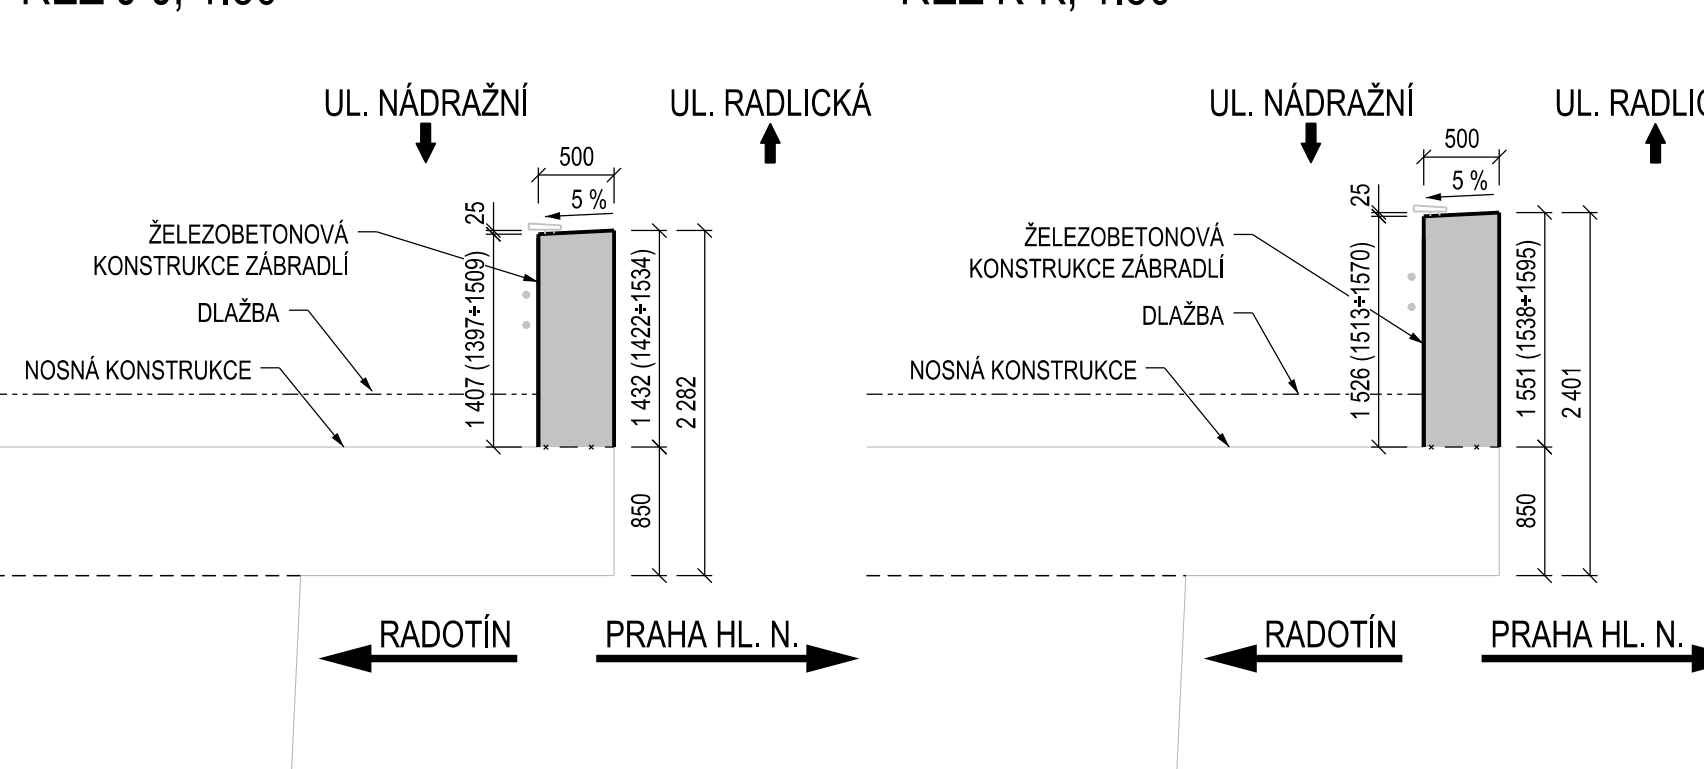 UL. NÁDRAŽNÍ
UL. RADLICKÁ
500
5 %
25
ŽELEZOBETONOVÁ
KONSTRUKCE ZÁBRADLÍ
DLAŽBA
NOSNÁ KONSTRUKCE
1 407 (1397÷1509)
1 432 (1422÷1534)
2 282
850
RADOTÍN
PRAHA HL. N.
UL. NÁDRAŽNÍ
UL.
500
5 %
25
ŽELEZOBETONOVÁ
KONSTRUKCE ZÁBRADLÍ
DLAŽBA
NOSNÁ KONSTRUKCE
1 526 (1513÷1570)
1 551 (1538÷1595)
2 401
850
RADOTÍN
PRAHA HL. N.